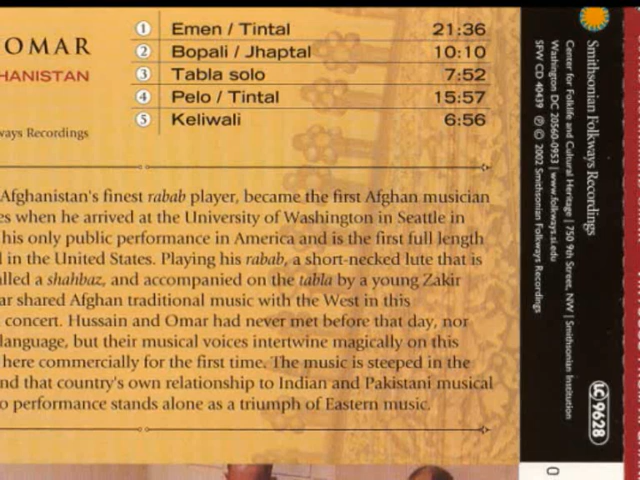 OMAR
HANISTAN
ways Recordings
1 Emen / Tintal 21:36
2 Bopali / Jhaptal 10:10
3 Tabla solo 7:52
4 Pelo / Tintal 15:57
5 Keliwali 6:56
Afghanistan's finest rabab player, became the first Afghan musician
es when he arrived at the University of Washington in Seattle in
his only public performance in America and is the first full length
d in the United States. Playing his rabab, a short-necked lute that is
alled a shahbaz, and accompanied on the tabla by a young Zakir
ar shared Afghan traditional music with the West in this
concert. Hussain and Omar had never met before that day, nor
language, but their musical voices intertwine magically on this
here commercially for the first time. The music is steeped in the
nd that country's own relationship to Indian and Pakistani musical
o performance stands alone as a triumph of Eastern music.
Smithsonian Folkways Recordings
Center for Folklife and Cultural Heritage | 750 9th Street, NW | Smithsonian Institution
Washington DC 20560-0953 | www.folkways.si.edu
SFW CD 40439 ℗ © 2002 Smithsonian Folkways Recordings
LC 9628
0